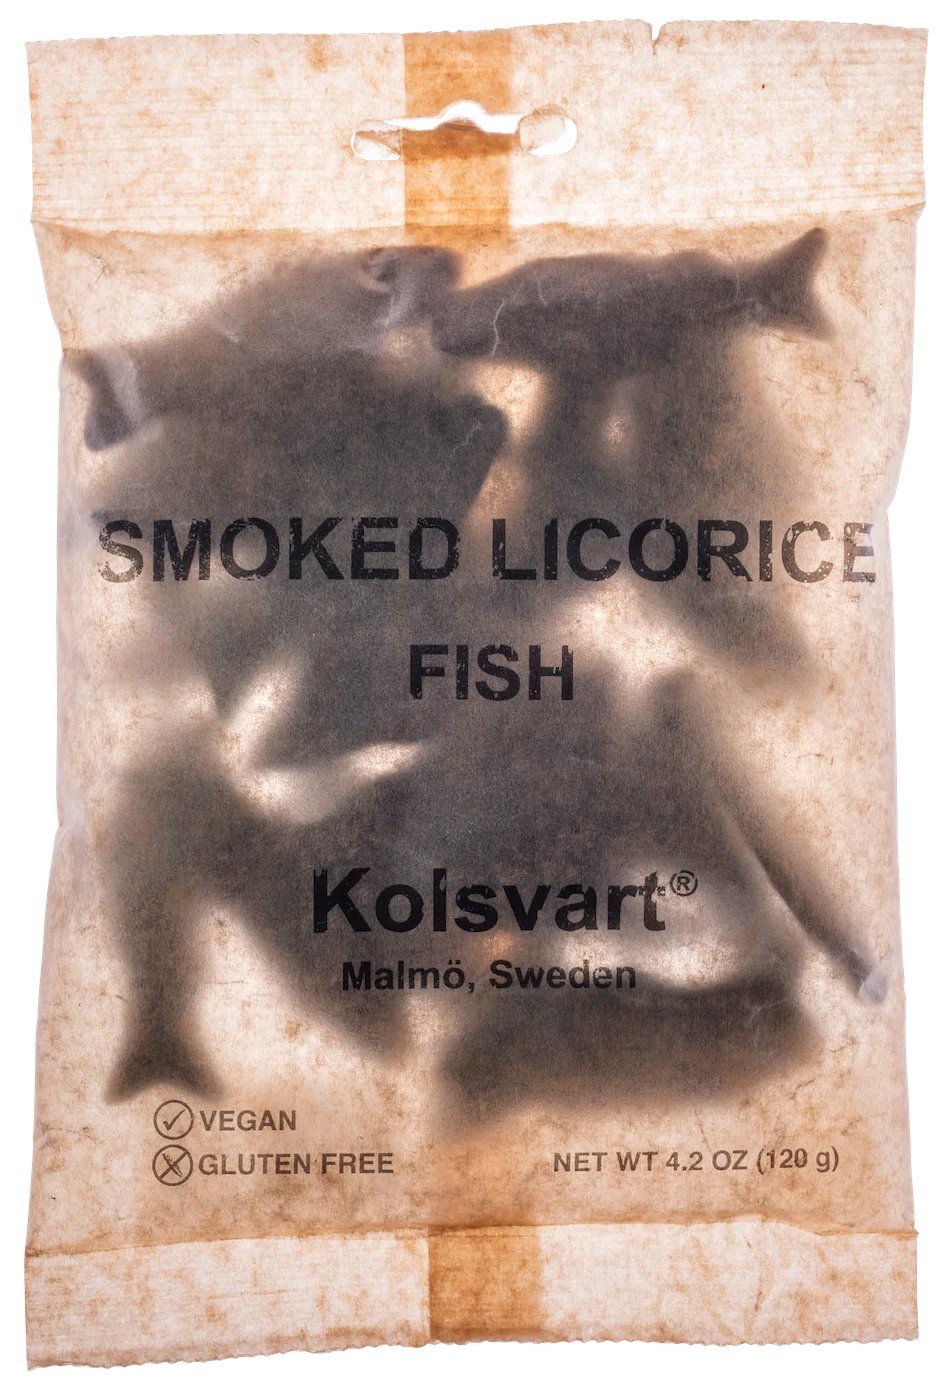 SMOKED LICORICE
FISH
Kolsvart®
Malmö, Sweden
VEGAN
GLUTEN FREE
NET WT 4.2 OZ (120 g)